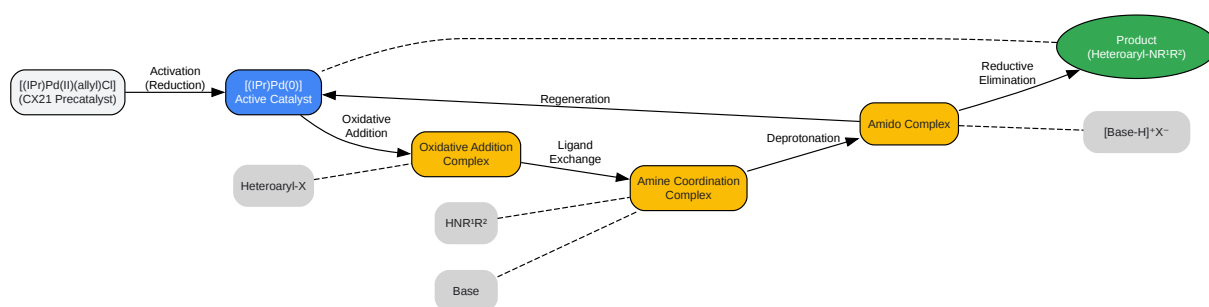 Product
(Heteroaryl-NR¹R²)
Reductive
Elimination
Activation
(Reduction)
[(IPr)Pd(II)(allyl)Cl]
(CX21 Precatalyst)
[(IPr)Pd(0)]
Active Catalyst
Regeneration
Oxidative
Addition
Amido Complex
[Base-H]⁺X⁻
Deprotonation
Oxidative Addition
Complex
Ligand
Exchange
Heteroaryl-X
Amine Coordination
Complex
HNR¹R²
Base